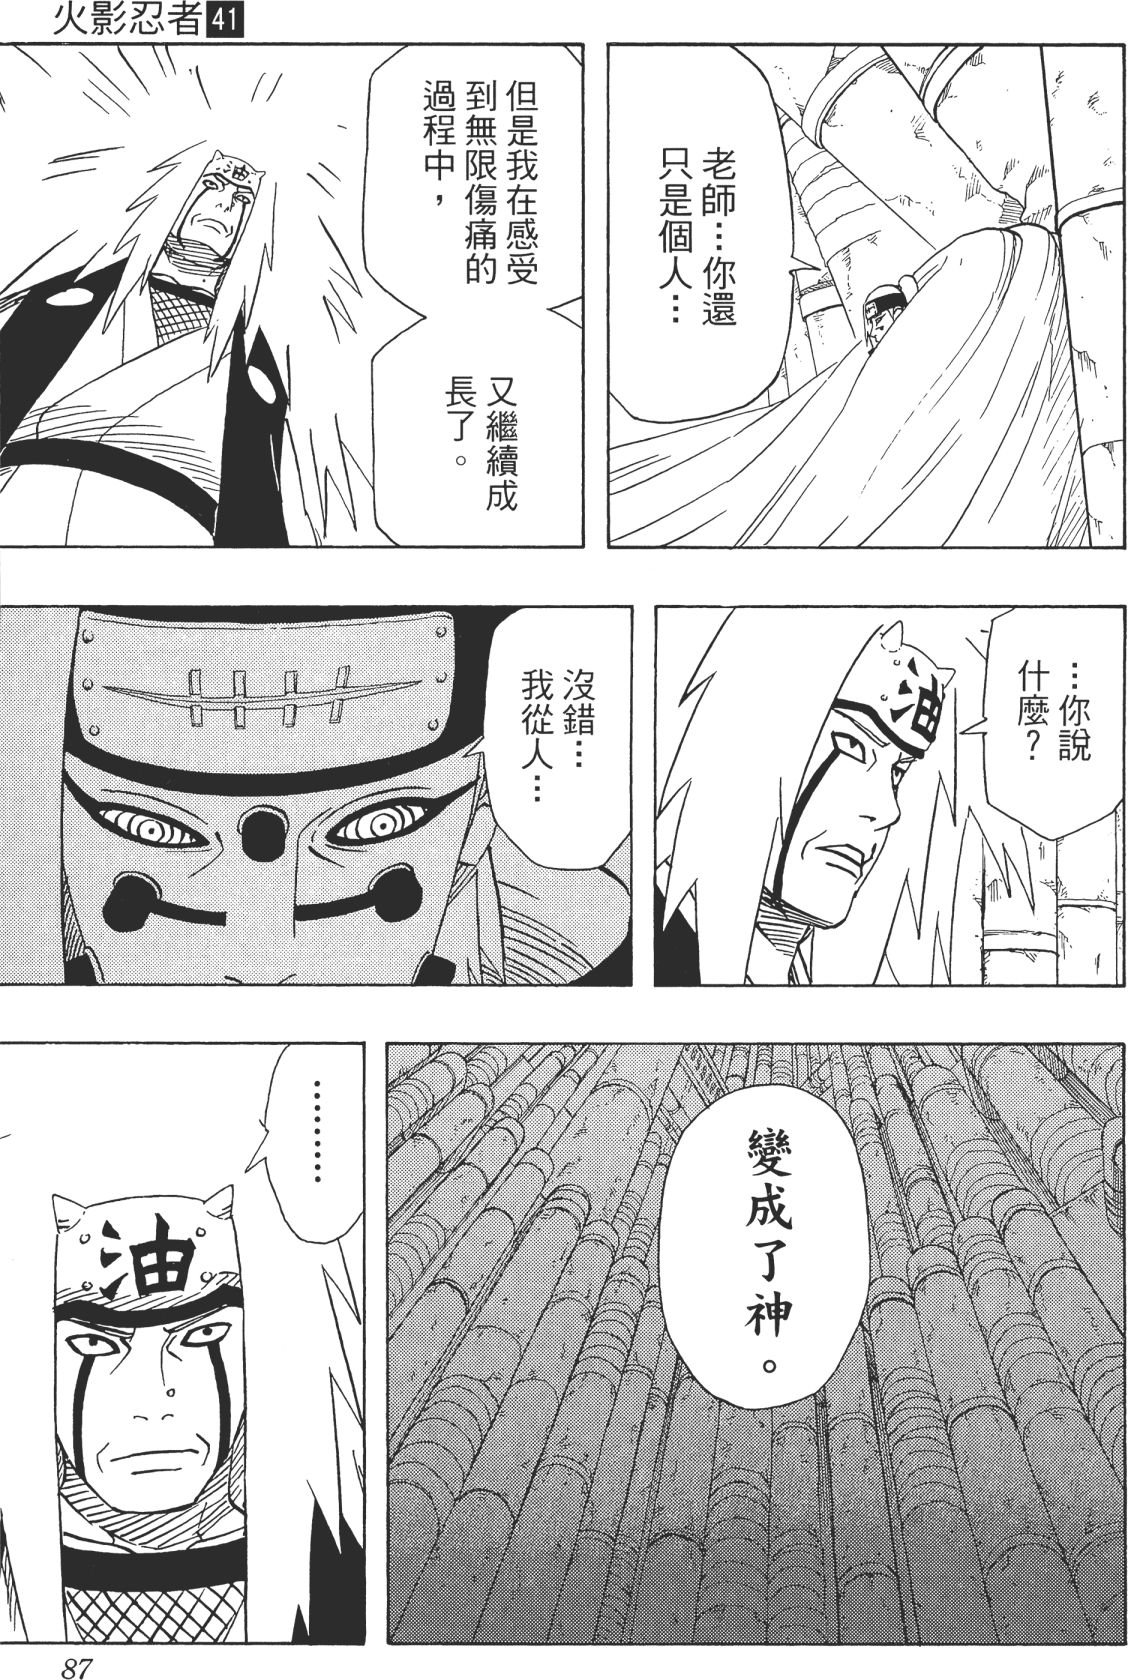 火影忍者41
老師…你還
只是個人…
但是我在感受
到無限傷痛的
過程中，
又繼續成
長了。
…你說
什麼？
油
沒錯…
我從人…
變成了神。
………
油
油
87